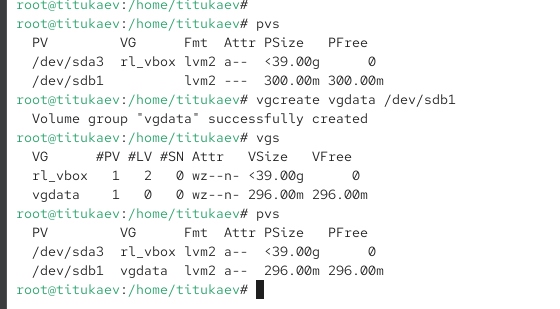 root@titukaev:/home/titukaev#
root@titukaev:/home/titukaev# pvs
  PV         VG      Fmt  Attr PSize   PFree
  /dev/sda3  rl_vbox lvm2 a--  <39.00g      0
  /dev/sdb1          lvm2 ---  300.00m 300.00m
root@titukaev:/home/titukaev# vgcreate vgdata /dev/sdb1
  Volume group "vgdata" successfully created
root@titukaev:/home/titukaev# vgs
  VG      #PV #LV #SN Attr   VSize   VFree
  rl_vbox   1   2   0 wz--n- <39.00g      0
  vgdata    1   0   0 wz--n- 296.00m 296.00m
root@titukaev:/home/titukaev# pvs
  PV         VG      Fmt  Attr PSize   PFree
  /dev/sda3  rl_vbox lvm2 a--  <39.00g      0
  /dev/sdb1  vgdata  lvm2 a--  296.00m 296.00m
root@titukaev:/home/titukaev#